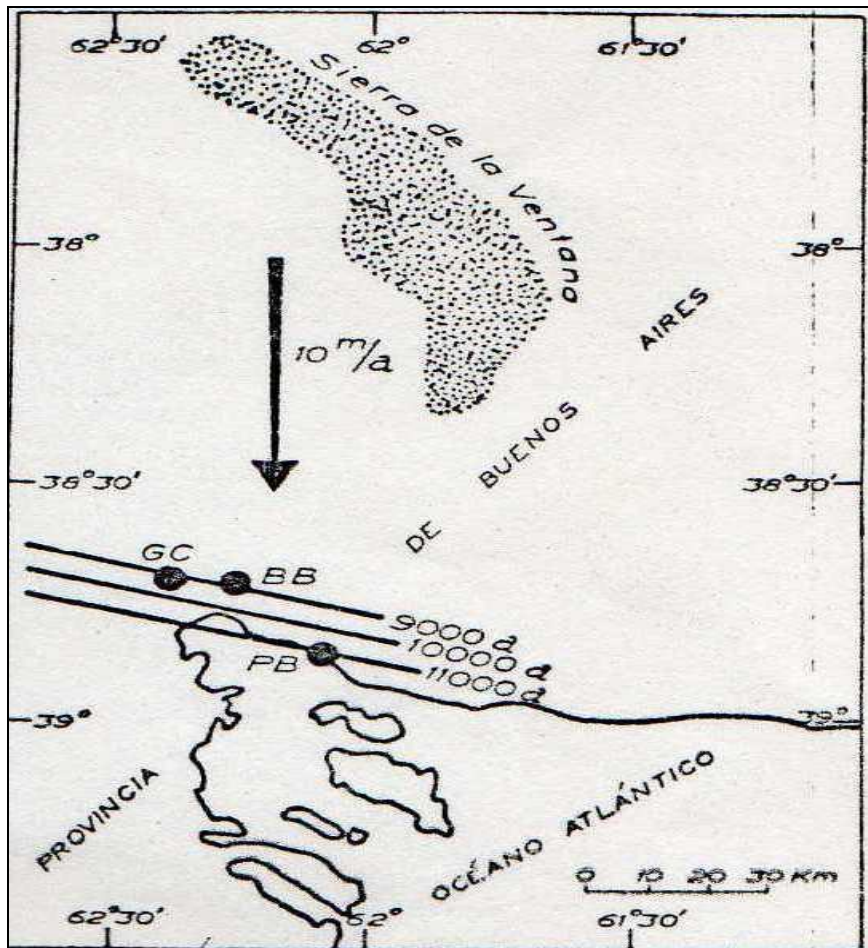 62°30'
62°
61°30'
Sierra de la Ventano
38°
38°
10 m/a
AIRES
BUENOS
DE
38°30'
38°30'
GC
BB
9000 a
10000 a
PB
11000 a
39°
39°
PROVINCIA
OCÉANO ATLÁNTICO
0 10 20 30 Km
62°30'
62°
61°30'